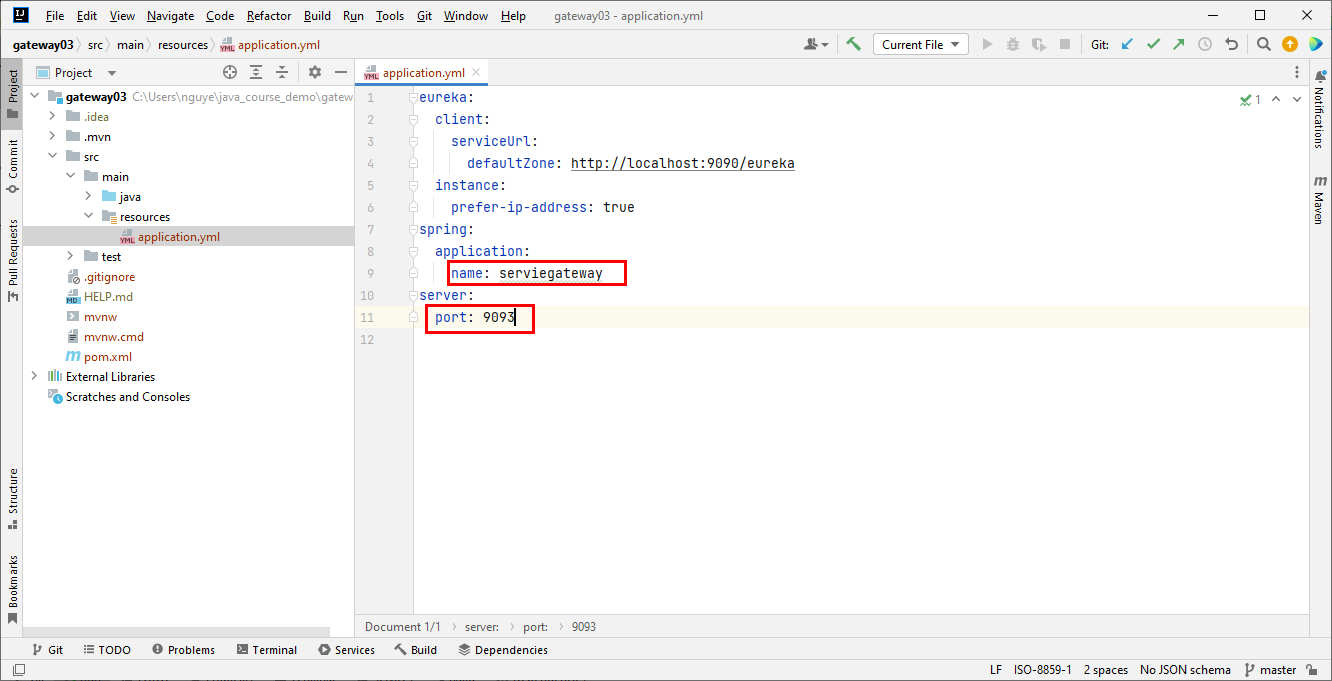 File Edit View Navigate Code Refactor Build Run Tools Git Window Help gateway03 - application.yml
gateway03 src main resources application.yml Current File Git:
Project
application.yml
Project
Commit
Pull Requests
Structure
Bookmarks
gateway03 C:\Users\nguye\java_course_demo\gatew
.idea
.mvn
src
main
java
resources
application.yml
test
.gitignore
HELP.md
mvnw
mvnw.cmd
pom.xml
External Libraries
Scratches and Consoles
1 eureka:
2 client:
3 serviceUrl:
4 defaultZone: http://localhost:9090/eureka
5 instance:
6 prefer-ip-address: true
7 spring:
8 application:
9 name: serviegateway
10 server:
11 port: 9093
12
1
Notifications
Maven
Document 1/1 server: port: 9093
Git TODO Problems Terminal Services Build Dependencies
LF ISO-8859-1 2 spaces No JSON schema master